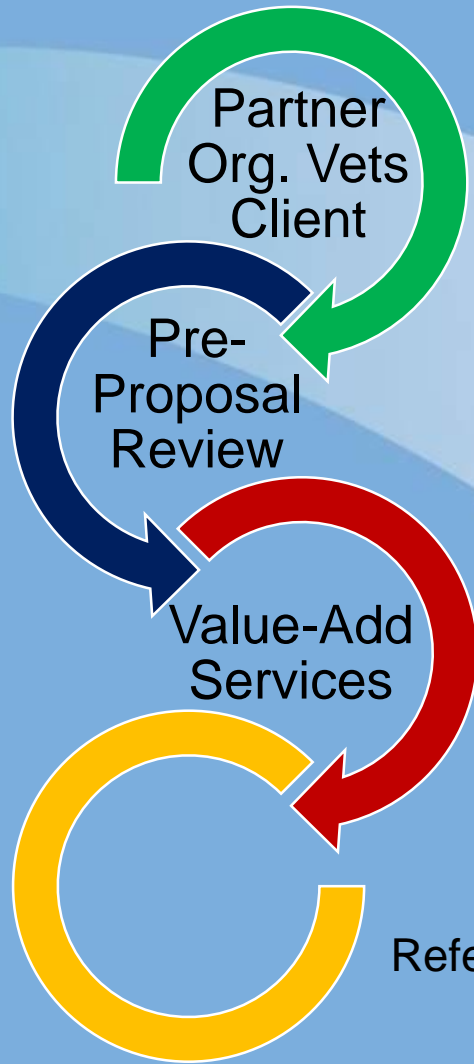 Partner
Org. Vets
Client
Pre-
Proposal
Review
Value-Add
Services